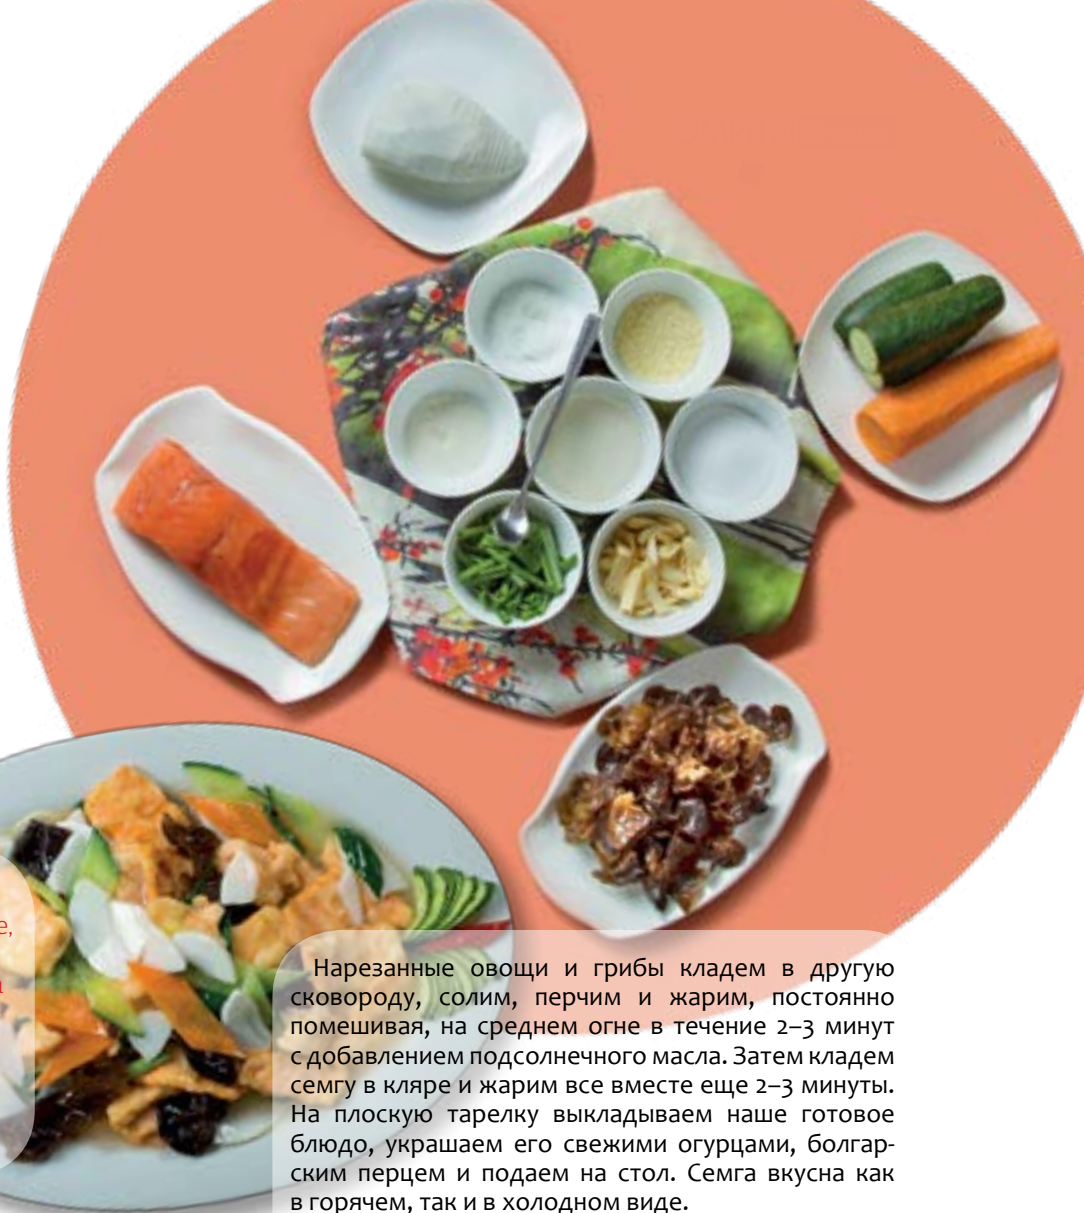 е,
Нарезанные овощи и грибы кладем в другую
сковороду, солим, перчим и жарим, постоянно
помешивая, на среднем огне в течение 2–3 минут
с добавлением подсолнечного масла. Затем кладем
семгу в кляре и жарим все вместе еще 2–3 минуты.
На плоскую тарелку выкладываем наше готовое
блюдо, украшаем его свежими огурцами, болгар-
ским перцем и подаем на стол. Семга вкусна как
в горячем, так и в холодном виде.